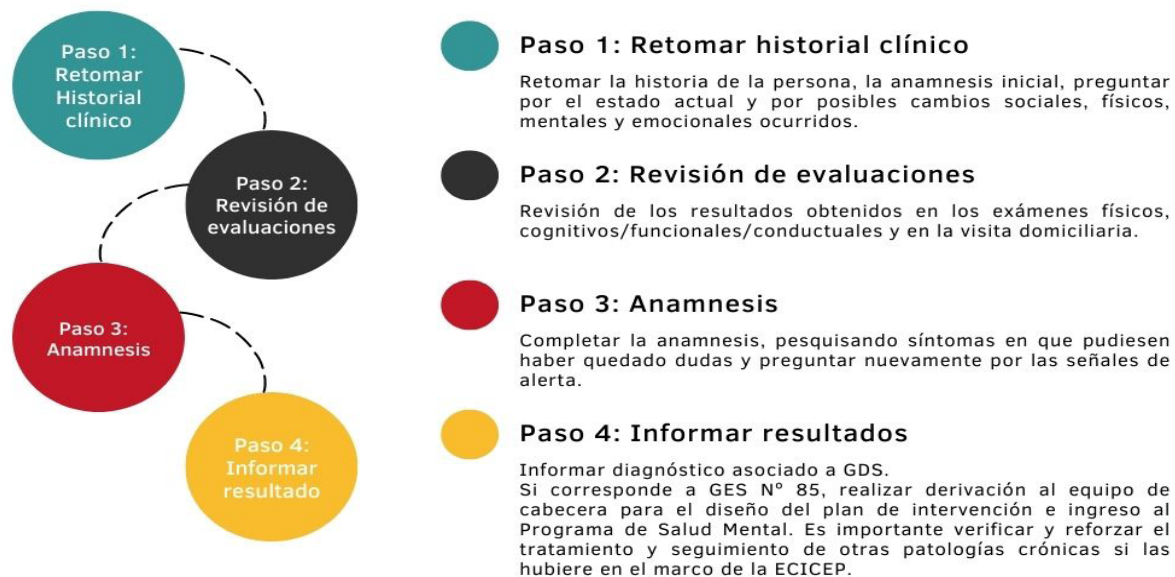 Paso 1:
Retomar
Historial
clínico
Paso 2:
Revisión de
evaluaciones
Paso 3:
Anamnesis
Paso 4:
Informar
resultado
Paso 1: Retomar historial clínico
Retomar la historia de la persona, la anamnesis inicial, preguntar
por el estado actual y por posibles cambios sociales, físicos,
mentales y emocionales ocurridos.
Paso 2: Revisión de evaluaciones
Revisión de los resultados obtenidos en los exámenes físicos,
cognitivos/funcionales/conductuales y en la visita domiciliaria.
Paso 3: Anamnesis
Completar la anamnesis, pesquisando síntomas en que pudiesen
haber quedado dudas y preguntar nuevamente por las señales de
alerta.
Paso 4: Informar resultados
Informar diagnóstico asociado a GDS.
Si corresponde a GES Nº 85, realizar derivación al equipo de
cabecera para el diseño del plan de intervención e ingreso al
Programa de Salud Mental. Es importante verificar y reforzar el
tratamiento y seguimiento de otras patologías crónicas si las
hubiere en el marco de la ECICEP.